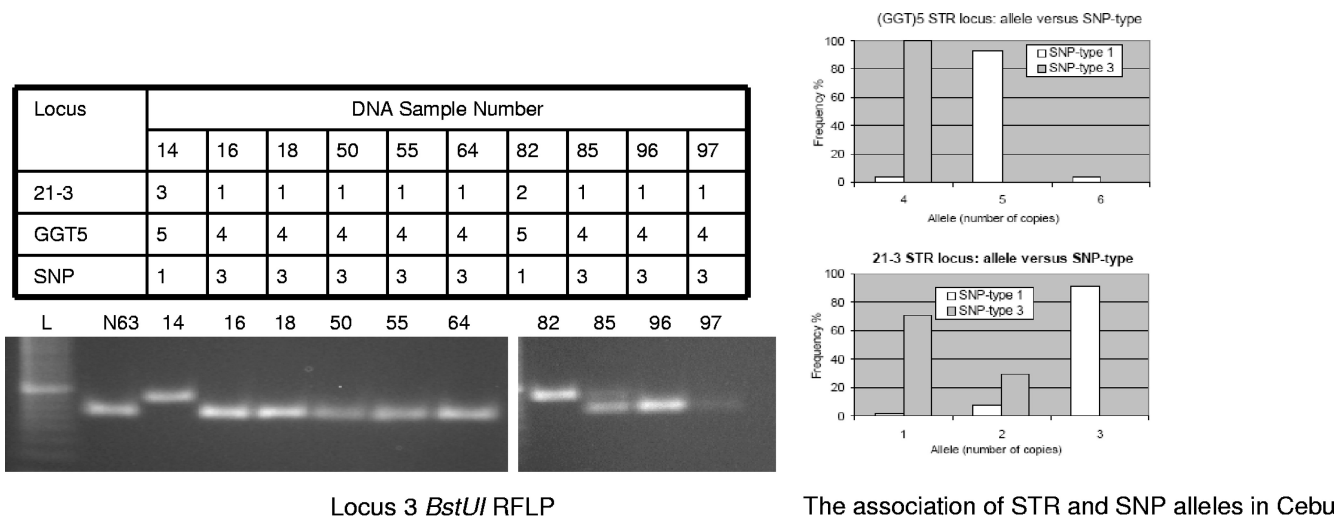 Locus DNA Sample Number
14 16 18 50 55 64 82 85 96 97
21-3 3 1 1 1 1 1 2 1 1 1
GGT5 5 4 4 4 4 4 5 4 4 4
SNP 1 3 3 3 3 3 1 3 3 3
L N63 14 16 18 50 55 64 82 85 96 97
Locus 3 BstUI RFLP
(GGT)5 STR locus: allele versus SNP-type
100
80
60
40
20
0
Frequency %
SNP-type 1
SNP-type 3
4 5 6
Allele (number of copies)
21-3 STR locus: allele versus SNP-type
100
80
60
40
20
0
Frequency %
SNP-type 1
SNP-type 3
1 2 3
Allele (number of copies)
The association of STR and SNP alleles in Cebu